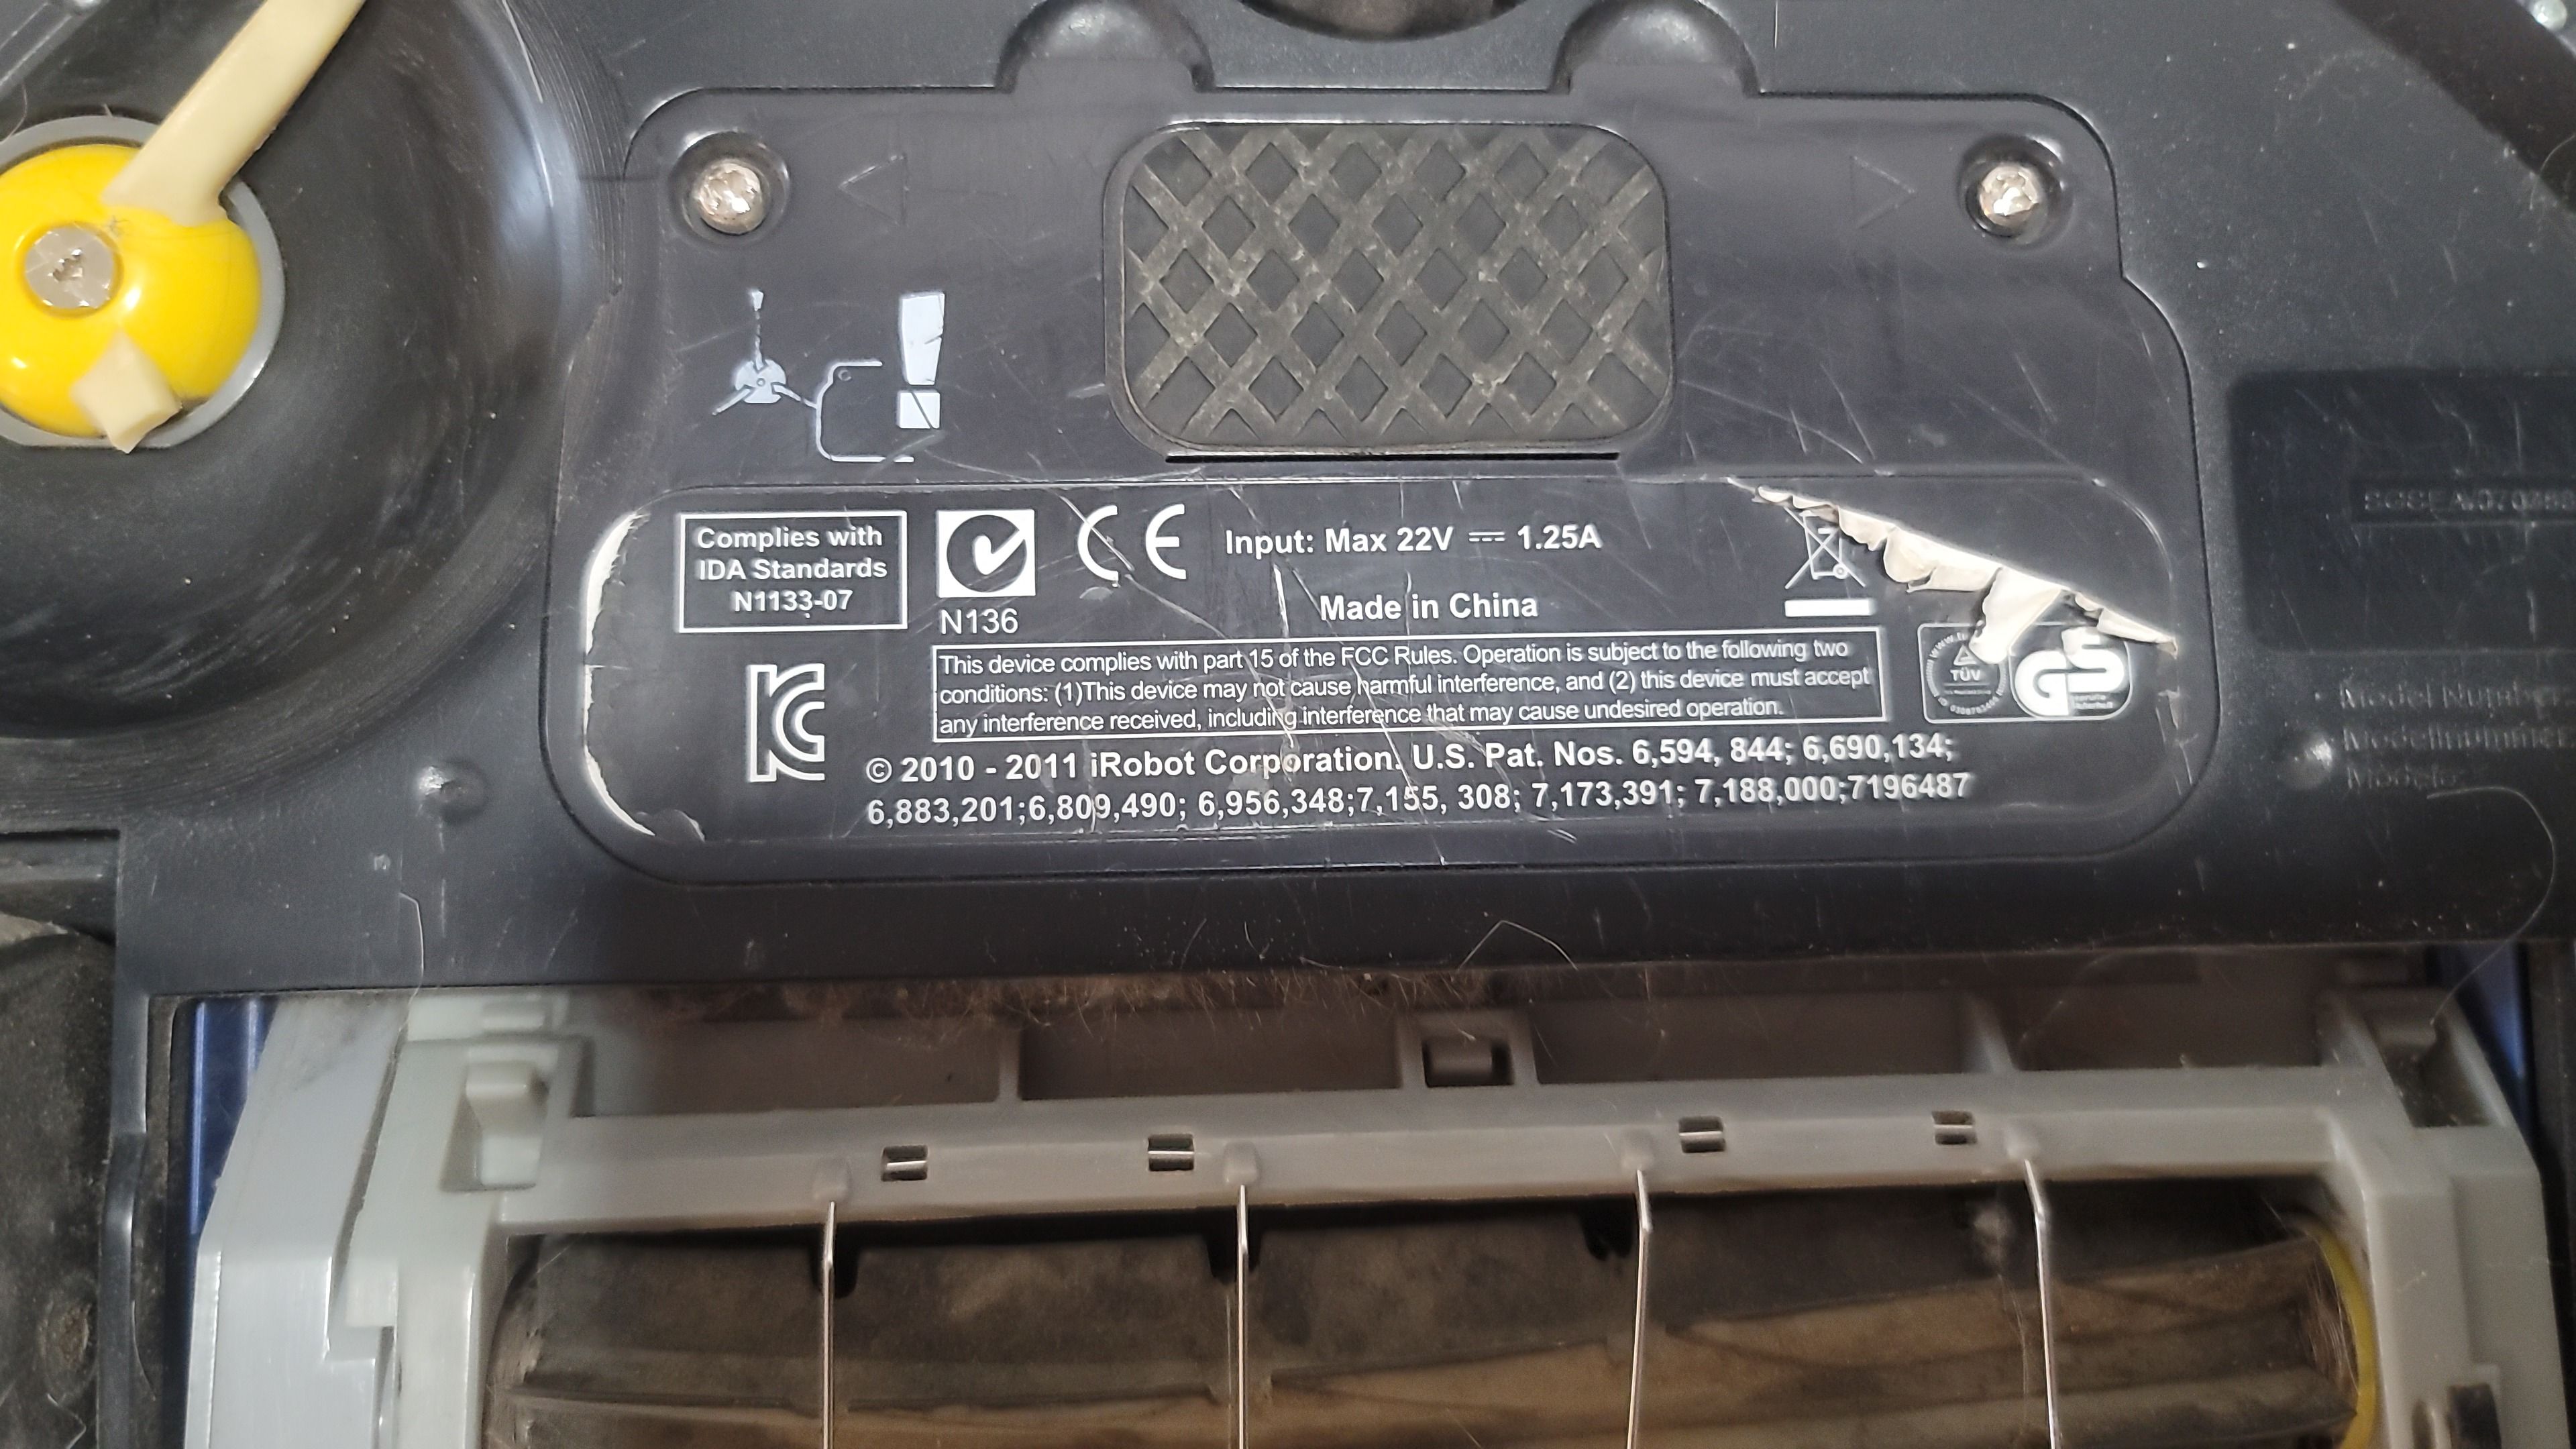 Complies with
IDA Standards
N1133-07
N136
CE
Input: Max 22V ⎓ 1.25A
Made in China
This device complies with part 15 of the FCC Rules. Operation is subject to the following two
conditions: (1)This device may not cause harmful interference, and (2) this device must accept
any interference received, including interference that may cause undesired operation.
TÜV
GS
© 2010 - 2011 iRobot Corporation. U.S. Pat. Nos. 6,594, 844; 6,690,134;
6,883,201;6,809,490; 6,956,348;7,155, 308; 7,173,391; 7,188,000;7196487
Model Number
Modellnummer